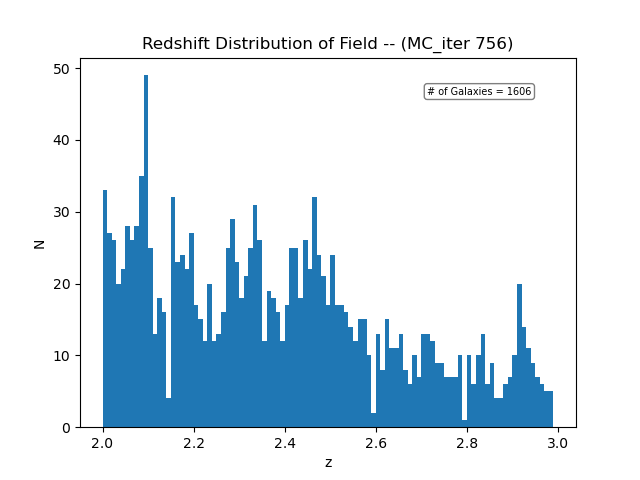 Redshift Distribution of Field -- (MC_iter 756)
50
# of Galaxies = 1606
40
30
N
20
10
0
2.0 2.2 2.4 2.6 2.8 3.0
z